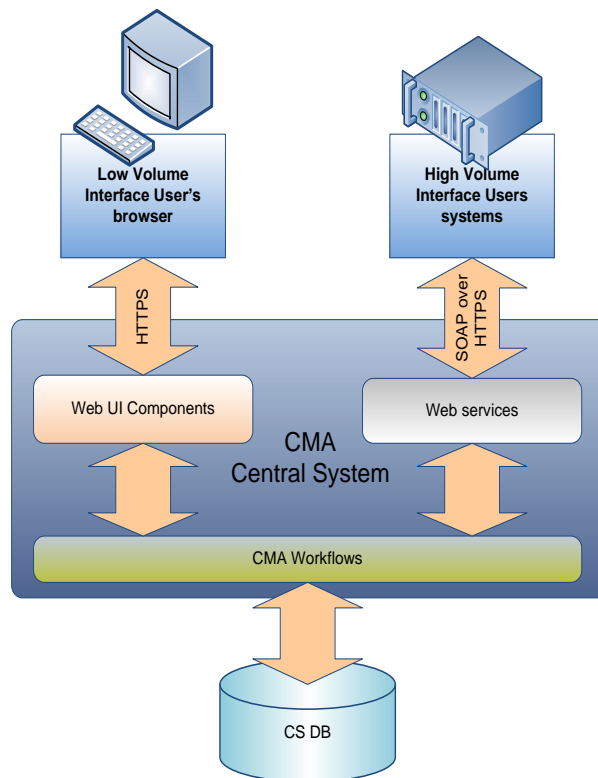 Low Volume
Interface User's
browser
High Volume
Interface Users
systems
HTTPS
SOAP over
HTTPS
Web UI Components
Web services
CMA
Central System
CMA Workflows
CS DB